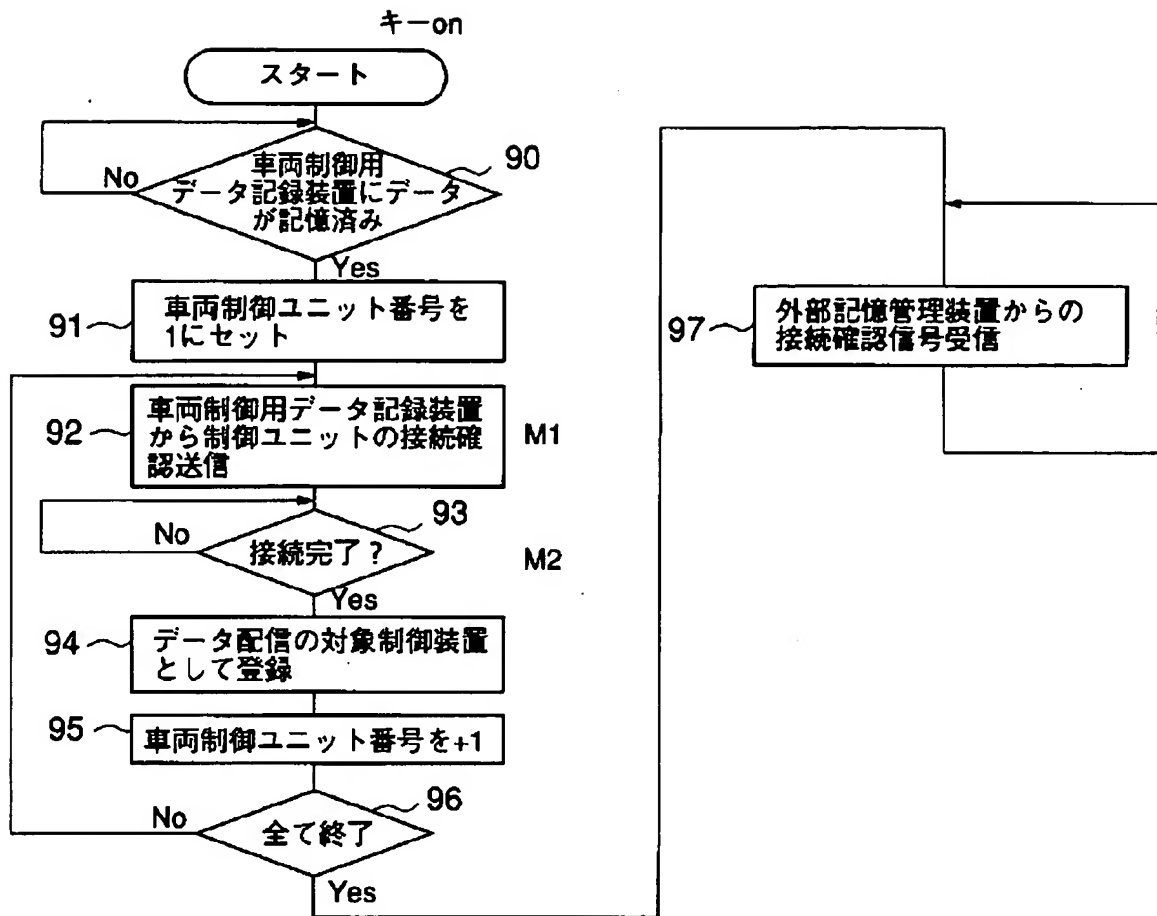 キーon
スタート
No
車両制御用
データ記録装置にデータ
が記憶済み
90
Yes
91
車両制御ユニット番号を
1にセット
92
車両制御用データ記録装置
から制御ユニットの接続確
認送信
M1
No
接続完了？
93
M2
Yes
94
データ配信の対象制御装置
として登録
95
車両制御ユニット番号を+1
No
全て終了
96
Yes
97
外部記憶管理装置からの
接続確認信号受信